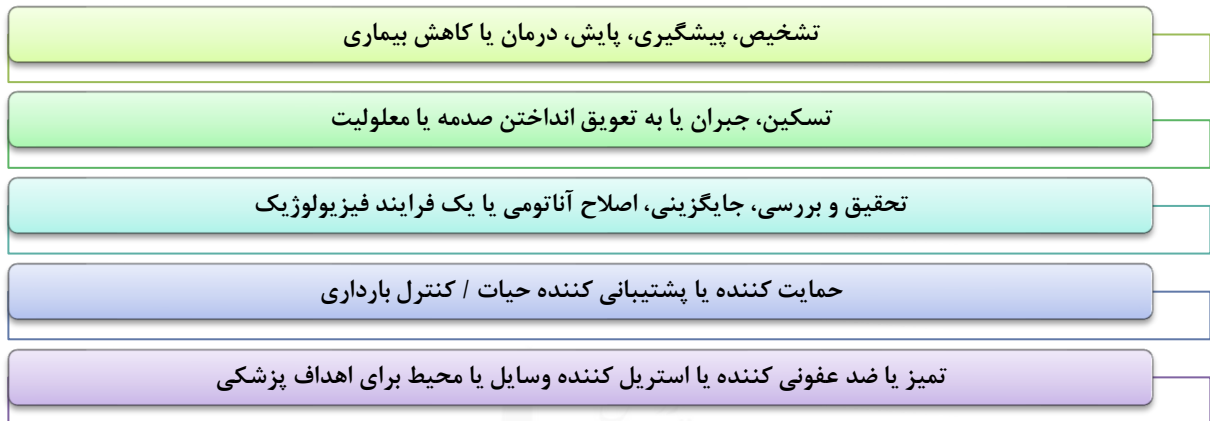 تشخیص، پیشگیری، پایش، درمان یا کاهش بیماری
تسکین، جبران یا به تعویق انداختن صدمه یا معلولیت
تحقیق و بررسی، جایگزینی، اصلاح آناتومی یا یک فرایند فیزیولوژیک
حمایت کننده یا پشتیبانی کننده حیات / کنترل بارداری
تمیز یا ضد عفونی کننده یا استریل کننده وسایل یا محیط برای اهداف پزشکی